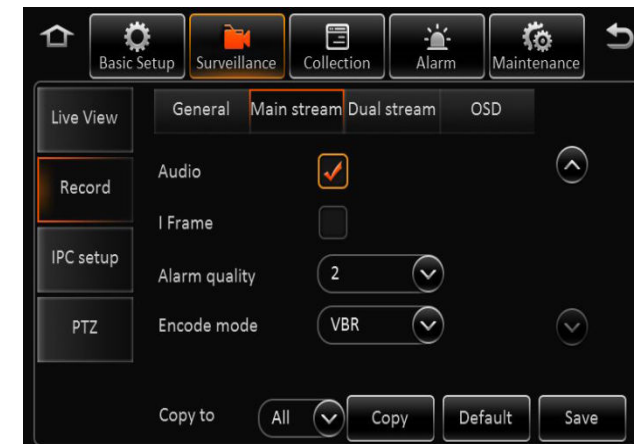 Basic Setup Surveillance Collection Alarm Maintenance
Live View
Record
IPC setup
PTZ
General Main stream Dual stream OSD
Audio
I Frame
Alarm quality 2
Encode mode VBR
Copy to All Copy Default Save